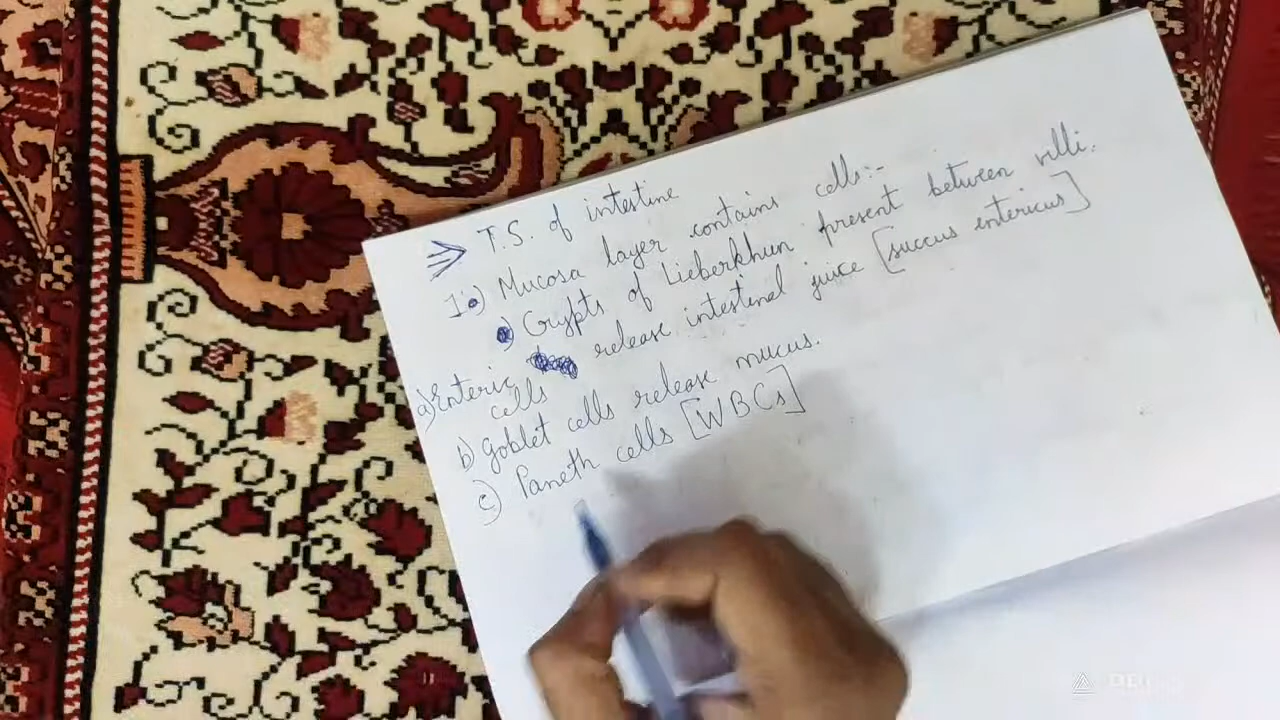 T.S. of intestine
1.) Mucosa layer contains cells:-
Crypts of Lieberkhun present between villi.
a) Enteric cells release intestinal juice [succus entericus]
b) Goblet cells release mucus.
c) Paneth cells [WBCs]